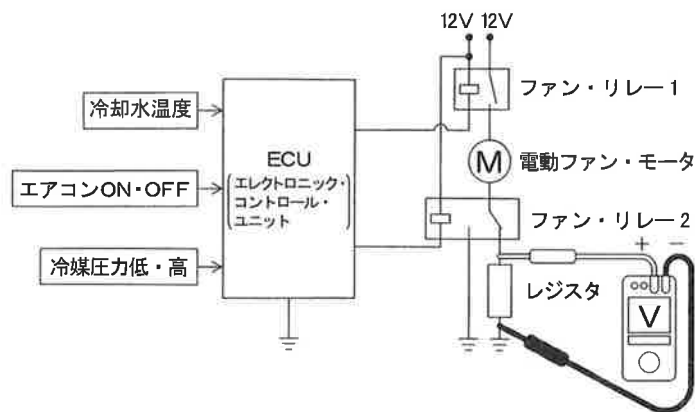 12V 12V
ファン・リレー1
冷却水温度
ECU
エレクトロニック・
コントロール・
ユニット
M
電動ファン・モータ
エアコンON・OFF
ファン・リレー2
冷媒圧力低・高
レジスタ
+ −
V